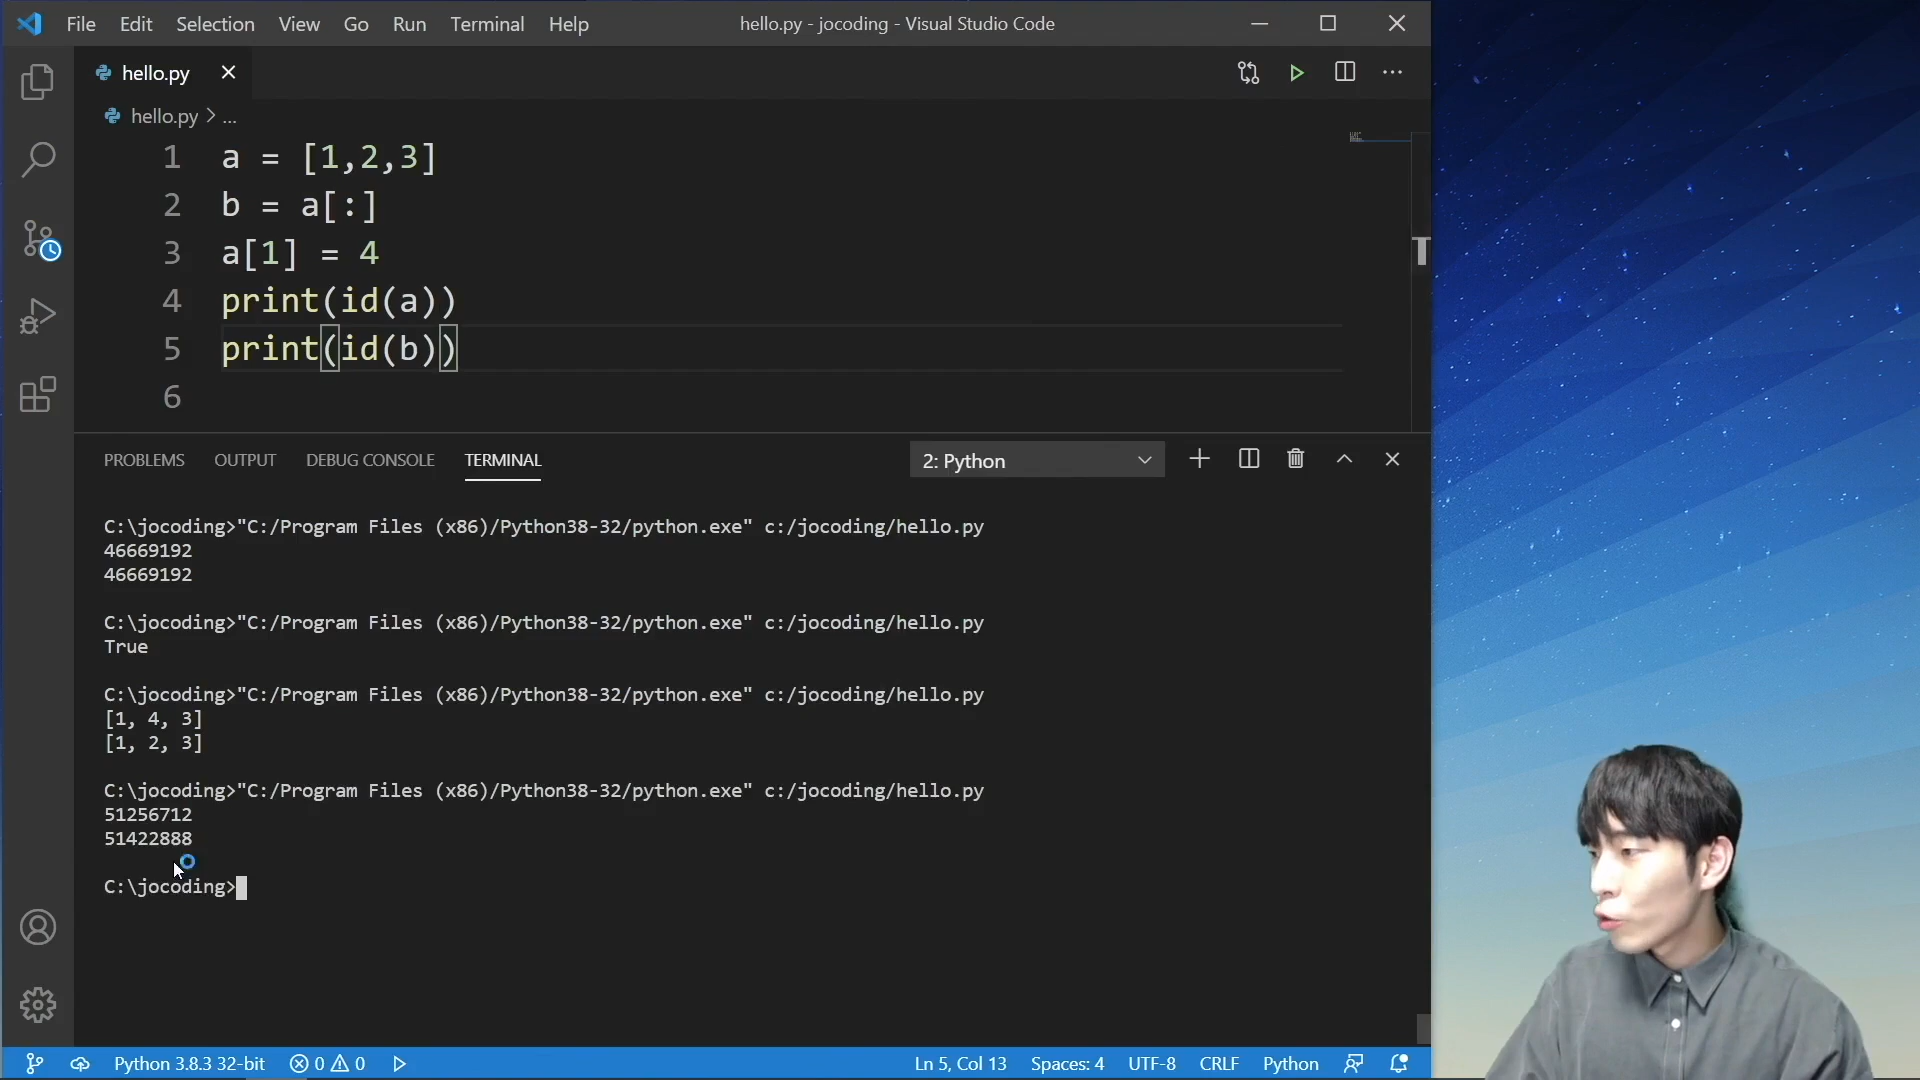 File Edit Selection View Go Run Terminal Help
hello.py - jocoding - Visual Studio Code
hello.py
hello.py > ...
1 a = [1,2,3]
2 b = a[:]
3 a[1] = 4
4 print(id(a))
5 print(id(b))
6
PROBLEMS OUTPUT DEBUG CONSOLE TERMINAL
2: Python
C:\jocoding>"C:/Program Files (x86)/Python38-32/python.exe" c:/jocoding/hello.py
46669192
46669192
C:\jocoding>"C:/Program Files (x86)/Python38-32/python.exe" c:/jocoding/hello.py
True
C:\jocoding>"C:/Program Files (x86)/Python38-32/python.exe" c:/jocoding/hello.py
[1, 4, 3]
[1, 2, 3]
C:\jocoding>"C:/Program Files (x86)/Python38-32/python.exe" c:/jocoding/hello.py
51256712
51422888
C:\jocoding>
Python 3.8.3 32-bit 0 0 Ln 5, Col 13 Spaces: 4 UTF-8 CRLF Python